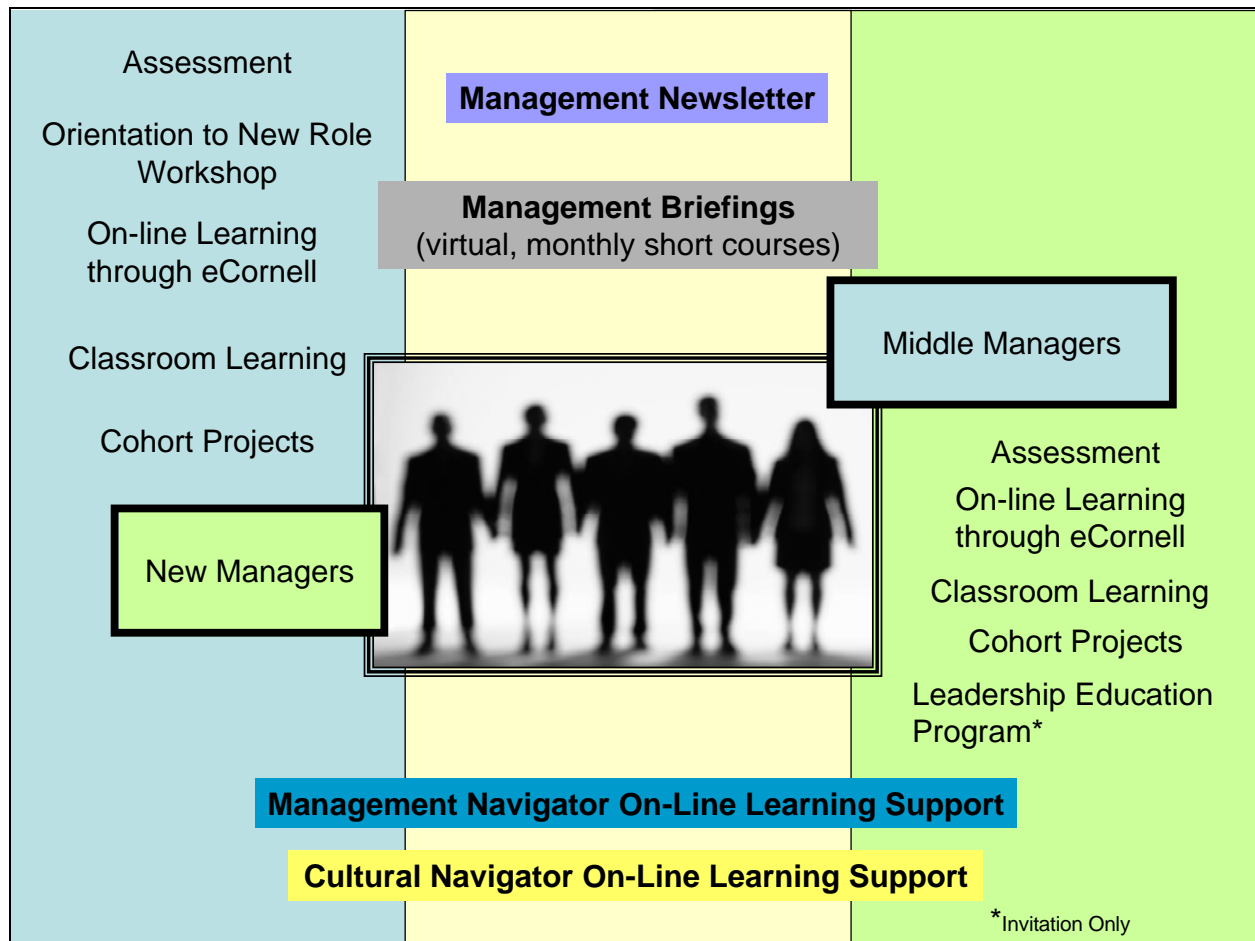 Assessment
Orientation to New Role
Workshop
On-line Learning
through eCornell
Classroom Learning
Cohort Projects
New Managers
Management Newsletter
Management Briefings
(virtual, monthly short courses)
Middle Managers
Assessment
On-line Learning
through eCornell
Classroom Learning
Cohort Projects
Leadership Education
Program*
Management Navigator On-Line Learning Support
Cultural Navigator On-Line Learning Support
*Invitation Only